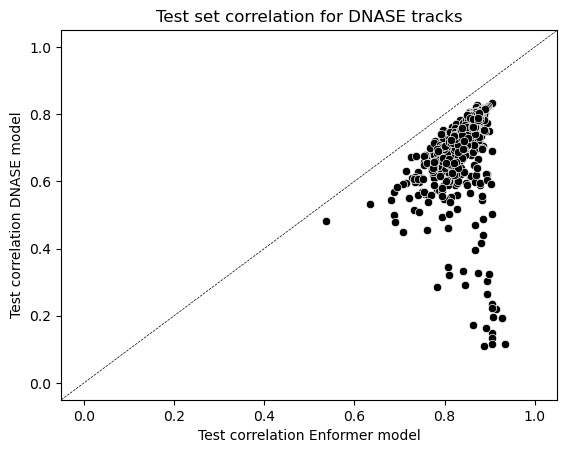 Test set correlation for DNASE tracks
1.0
0.8
0.6
0.4
0.2
0.0
Test correlation DNASE model
0.0 0.2 0.4 0.6 0.8 1.0
Test correlation Enformer model